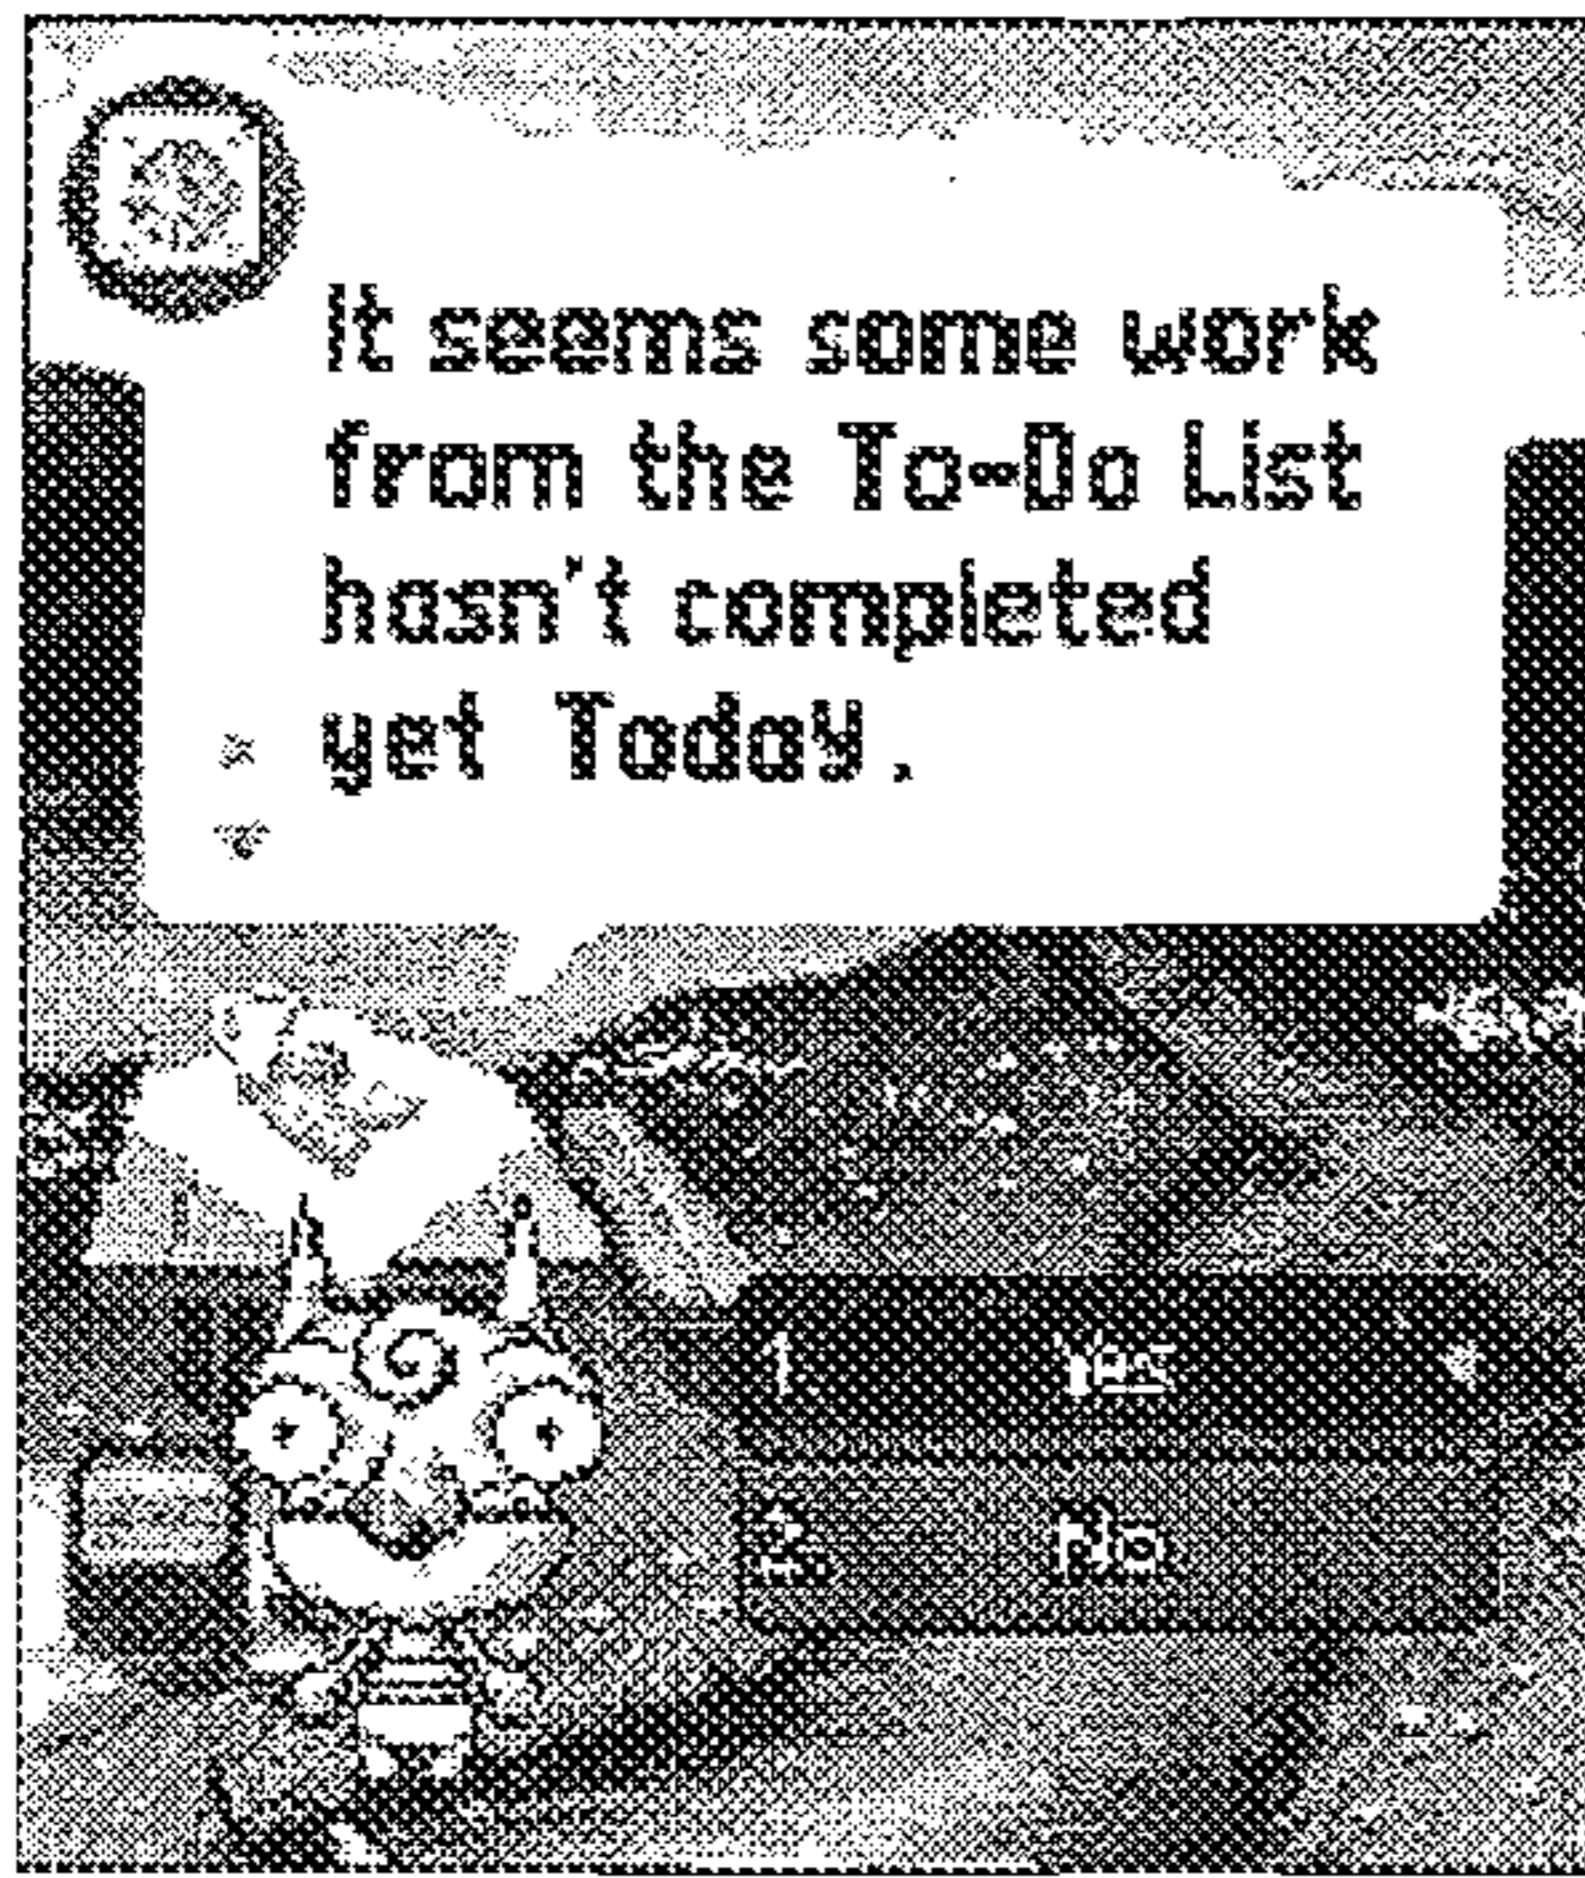 It seems some work
from the To-Do List
hasn't completed
yet Today.
1 Yes
2. No